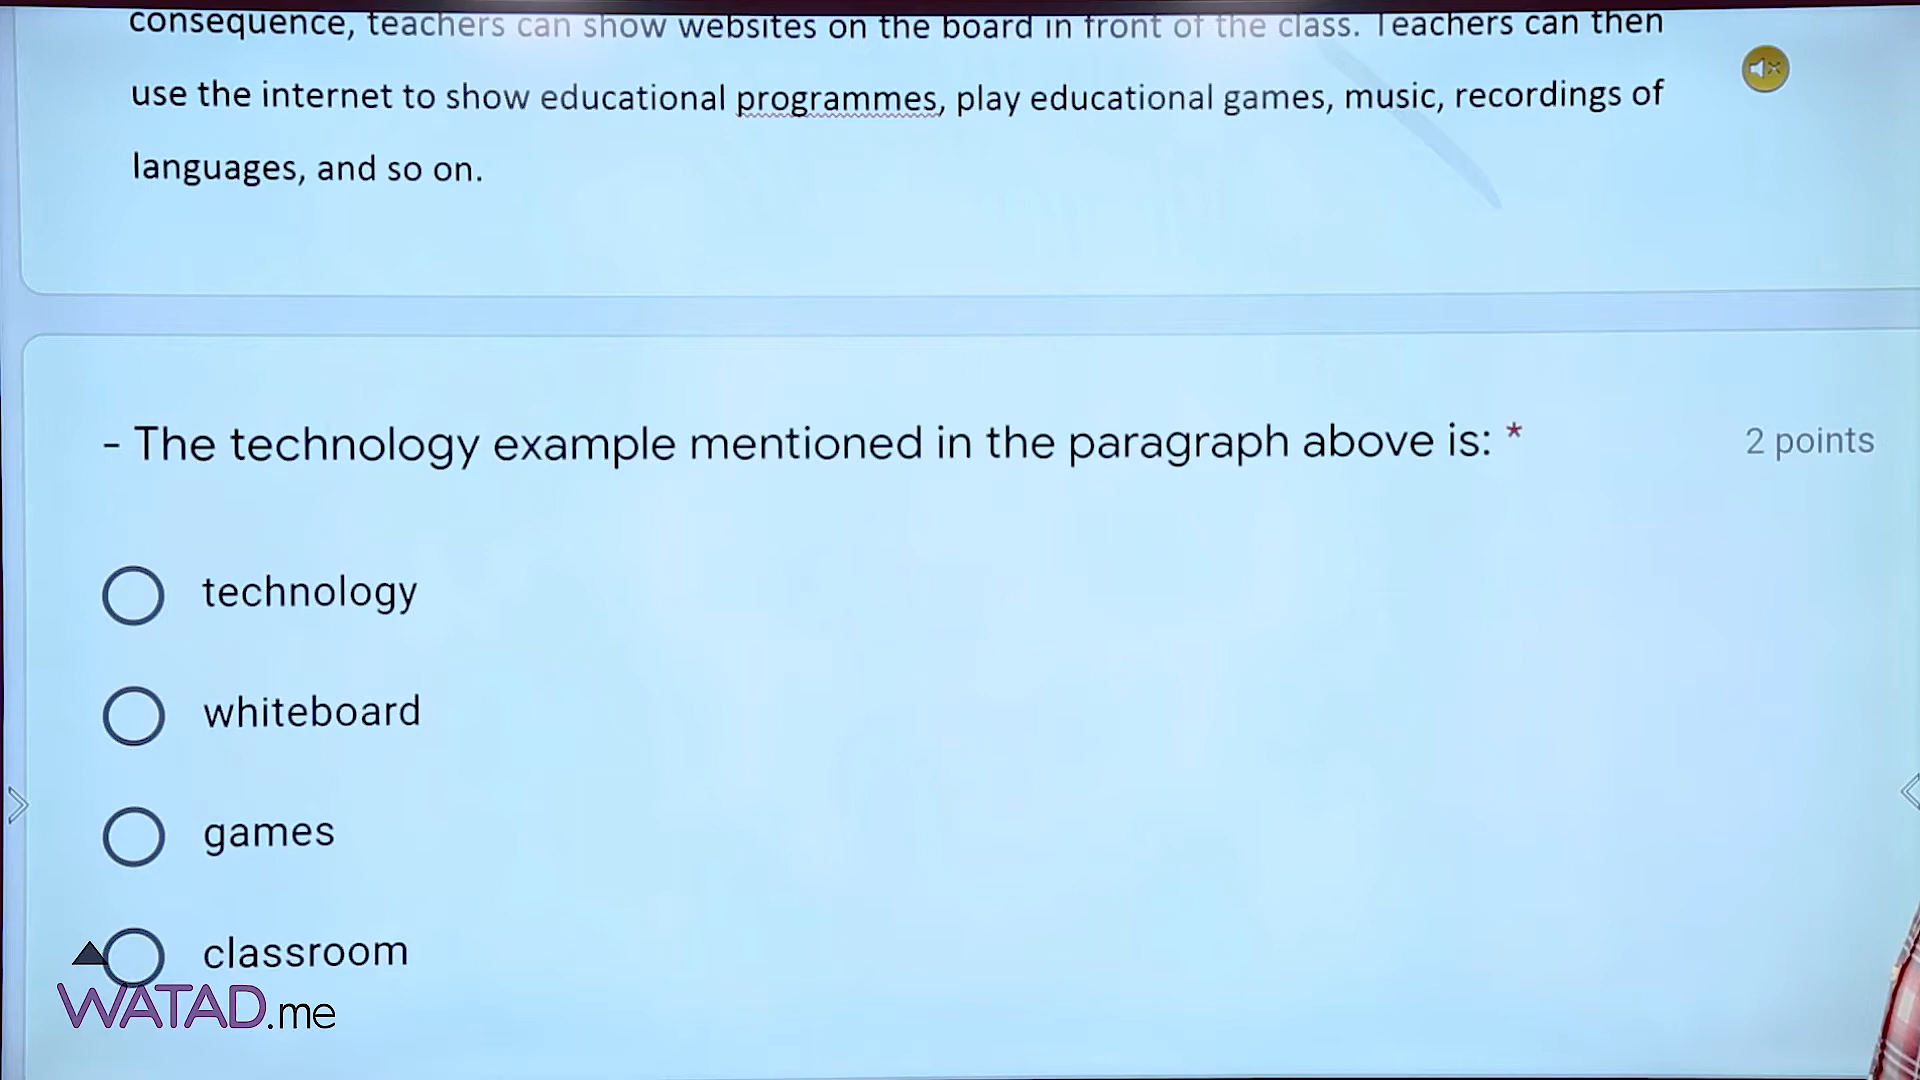 consequence, teachers can show websites on the board in front of the class. Teachers can then
use the internet to show educational programmes, play educational games, music, recordings of
languages, and so on.
- The technology example mentioned in the paragraph above is: *
2 points
technology
whiteboard
games
classroom
WATAD.me